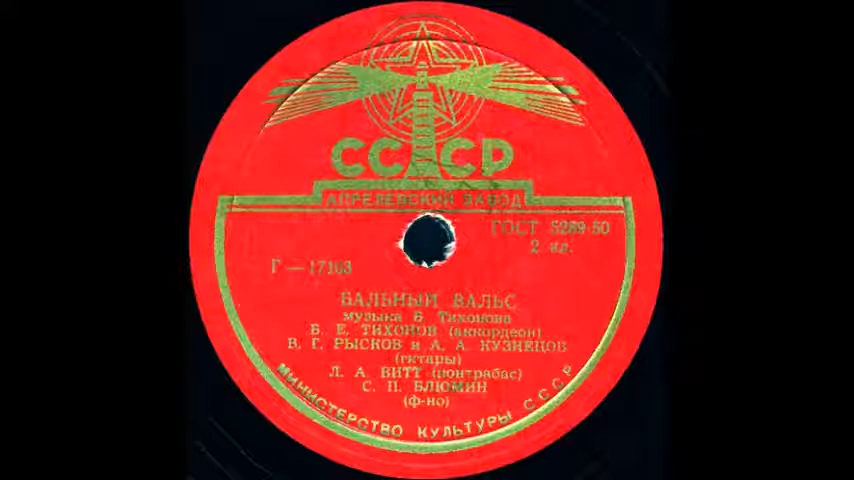 СССР
АПРЕЛЕВСКИЙ ЗАВОД
ГОСТ 5289-50
2 кл.
Г — 17163
БАЛЬНЫЙ ВАЛЬС
музыка Б. Тихонова
Б. Е. ТИХОНОВ (аккордеон)
В. Г. РЫСКОВ и А. А. КУЗНЕЦОВ
(гитары)
Л. А. ВИТТ (контрабас)
С. П. БЛЮМИН
(ф-но)
МИНИСТЕРСТВО КУЛЬТУРЫ СССР